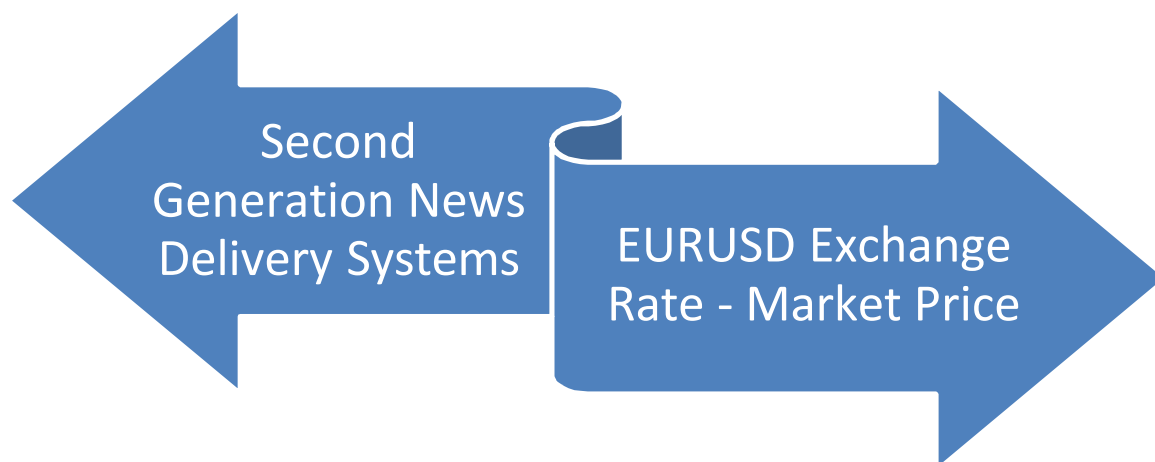 Second
Generation News
Delivery Systems
EURUSD Exchange
Rate - Market Price